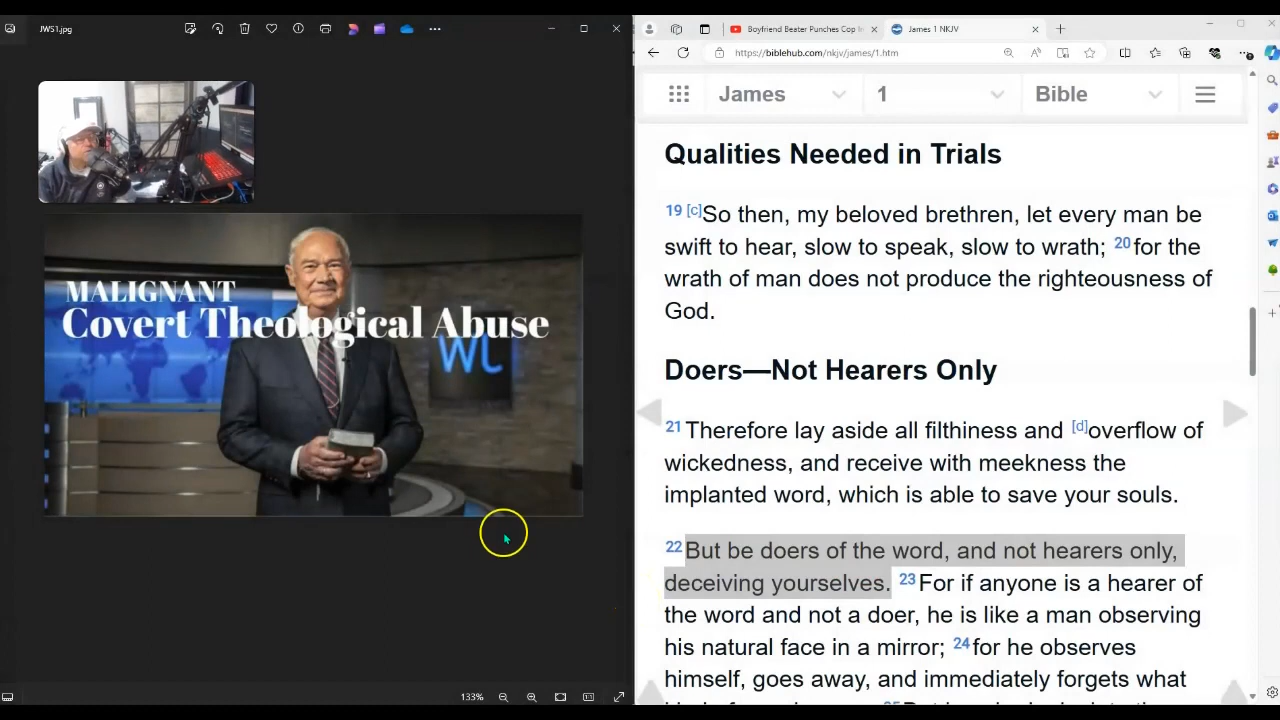 JWS1.jpg
133%
MALIGNANT
Covert Theological Abuse
WL
Boyfriend Beater Punches Cop In
James 1 NKJV
https://biblehub.com/nkjv/james/1.htm
James
1
Bible
Qualities Needed in Trials
19 [c]So then, my beloved brethren, let every man be
swift to hear, slow to speak, slow to wrath; 20 for the
wrath of man does not produce the righteousness of
God.
Doers—Not Hearers Only
21 Therefore lay aside all filthiness and [d]overflow of
wickedness, and receive with meekness the
implanted word, which is able to save your souls.
22 But be doers of the word, and not hearers only,
deceiving yourselves. 23 For if anyone is a hearer of
the word and not a doer, he is like a man observing
his natural face in a mirror; 24 for he observes
himself, goes away, and immediately forgets what